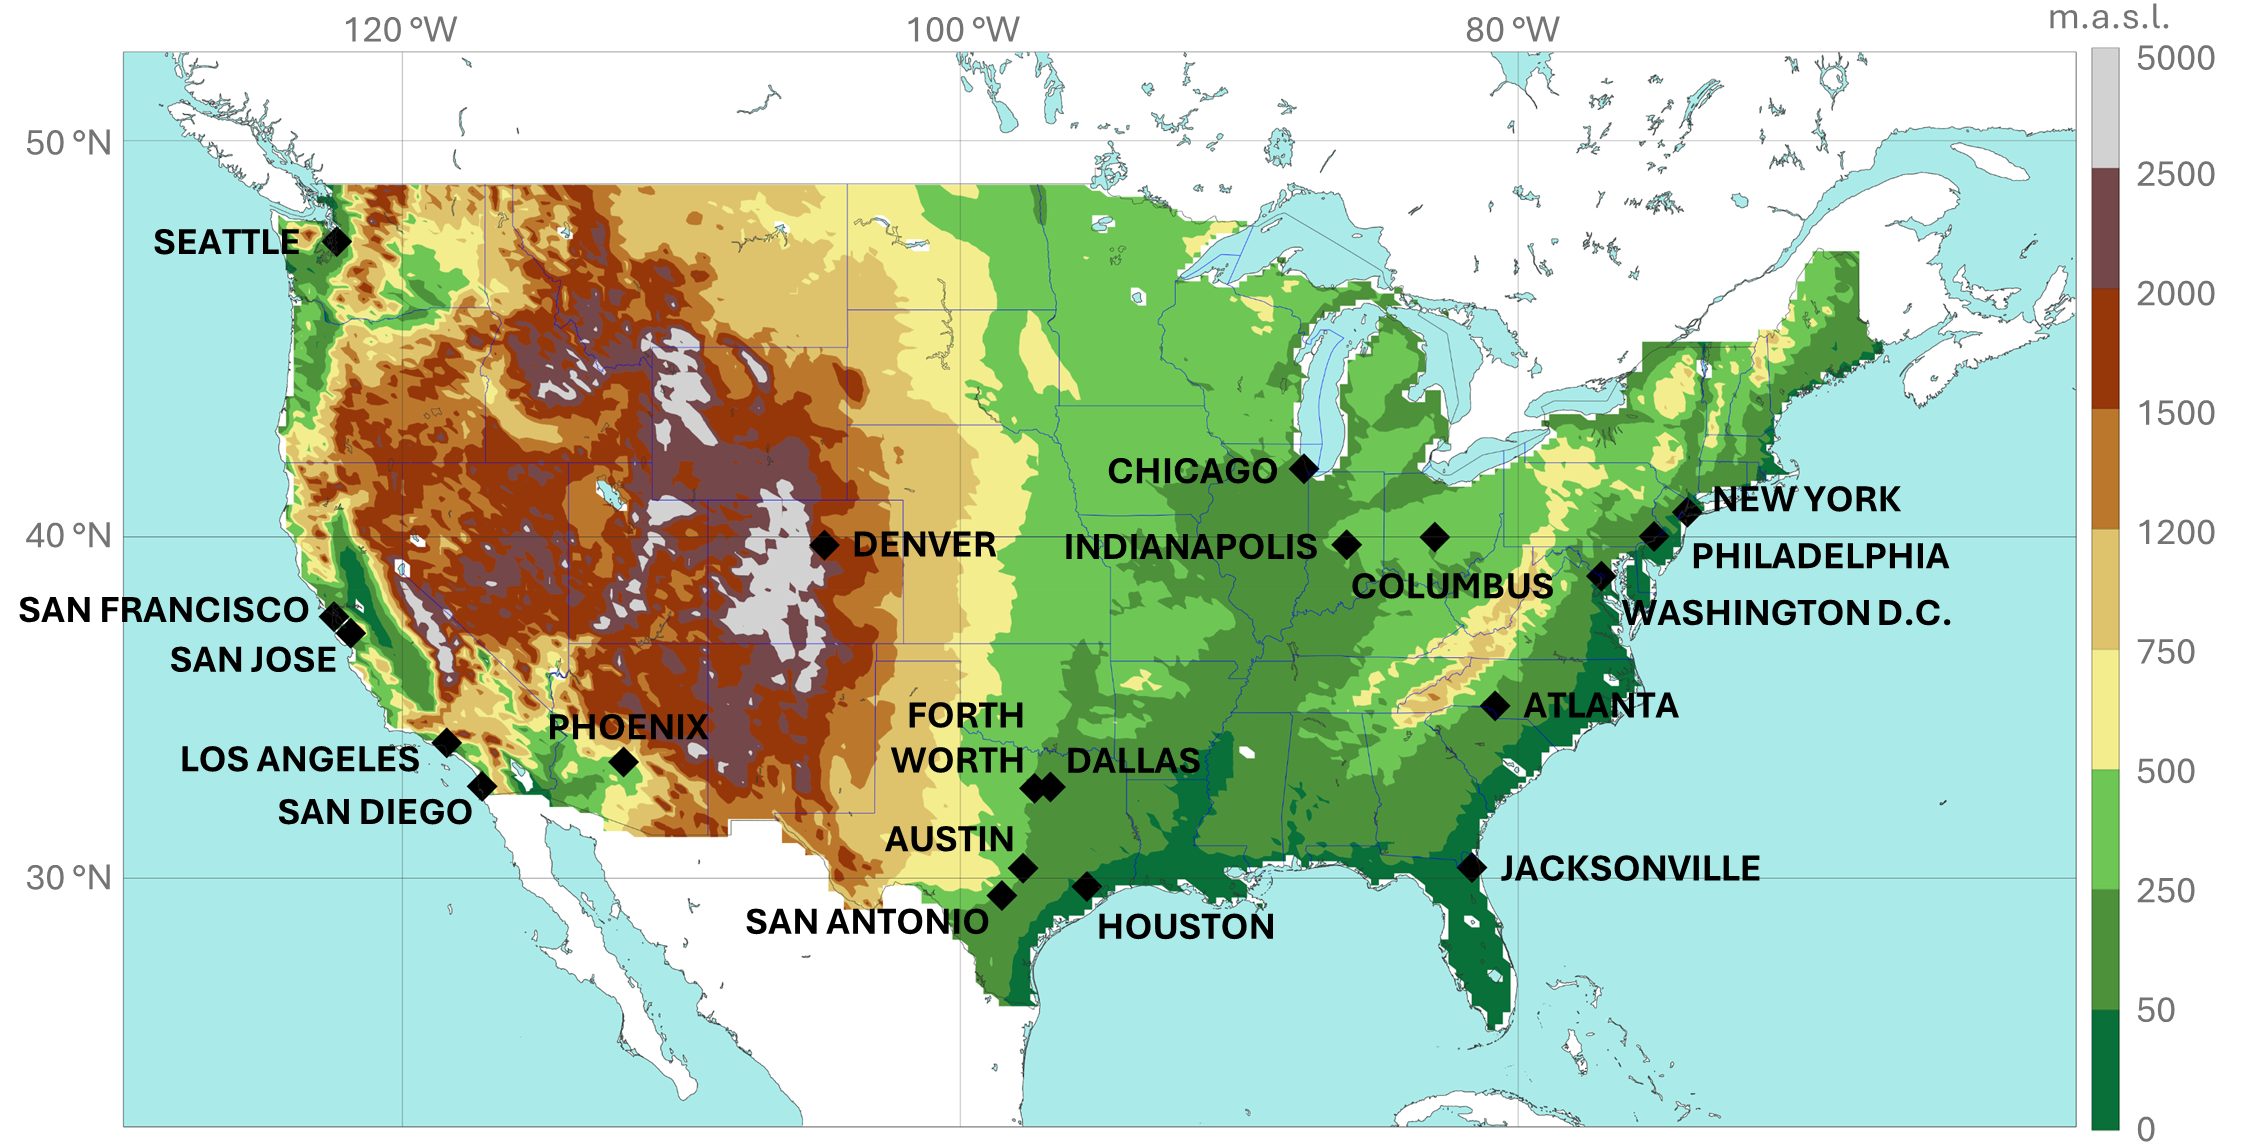 120 °W
100 °W
80 °W
m.a.s.l.
5000
50 °N
2500
SEATTLE
2000
1500
CHICAGO
NEW YORK
40 °N
DENVER
INDIANAPOLIS
1200
PHILADELPHIA
COLUMBUS
SAN FRANCISCO
WASHINGTON D.C.
SAN JOSE
750
PHOENIX
FORTH
WORTH
ATLANTA
LOS ANGELES
DALLAS
500
SAN DIEGO
AUSTIN
30 °N
JACKSONVILLE
250
SAN ANTONIO
HOUSTON
50
0